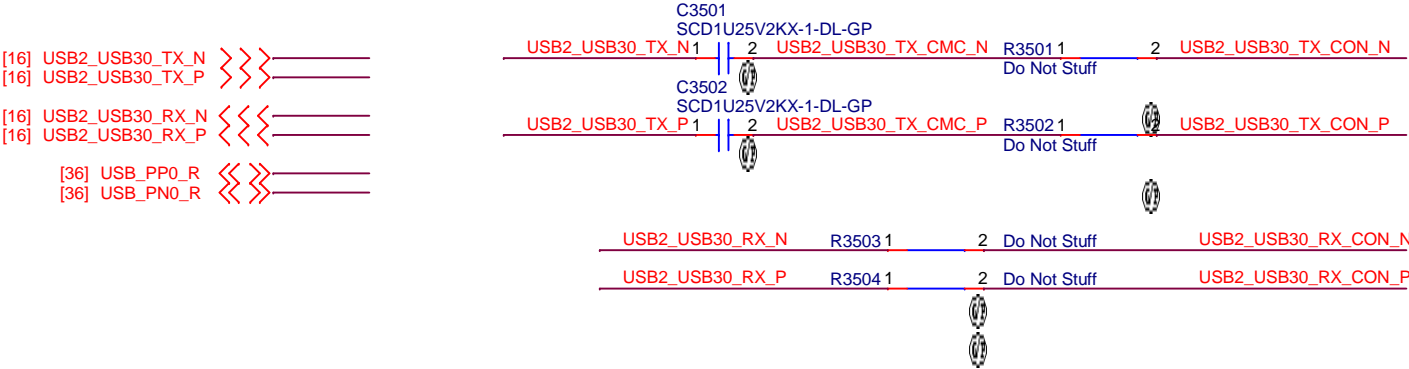 C3501
SCD1U25V2KX-1-DL-GP
[16] USB2_USB30_TX_N
USB2_USB30_TX_N 1 2 USB2_USB30_TX_CMC_N R3501 1 2 USB2_USB30_TX_CON_N
Do Not Stuff
[16] USB2_USB30_TX_P
C3502
SCD1U25V2KX-1-DL-GP
[16] USB2_USB30_RX_N
USB2_USB30_TX_P 1 2 USB2_USB30_TX_CMC_P R3502 1 2 USB2_USB30_TX_CON_P
[16] USB2_USB30_RX_P
Do Not Stuff
[36] USB_PP0_R
[36] USB_PN0_R
USB2_USB30_RX_N R3503 1 2 Do Not Stuff USB2_USB30_RX_CON_N
USB2_USB30_RX_P R3504 1 2 Do Not Stuff USB2_USB30_RX_CON_P